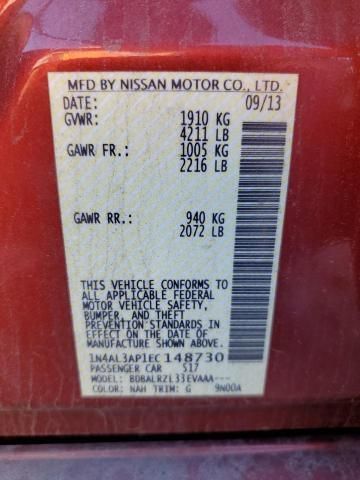 MFD BY NISSAN MOTOR CO., LTD.
DATE: 09/13
GVWR: 1910 KG
4211 LB
GAWR FR.: 1005 KG
2216 LB
GAWR RR.: 940 KG
2072 LB
THIS VEHICLE CONFORMS TO
ALL APPLICABLE FEDERAL
MOTOR VEHICLE SAFETY,
BUMPER, AND THEFT
PREVENTION STANDARDS IN
EFFECT ON THE DATE OF
MANUFACTURE SHOWN ABOVE.
1N4AL3AP1EC148730
PASSENGER CAR S17
MODEL: BDBALRZL33EVAAA---
COLOR: NAH TRIM: G 9N00A